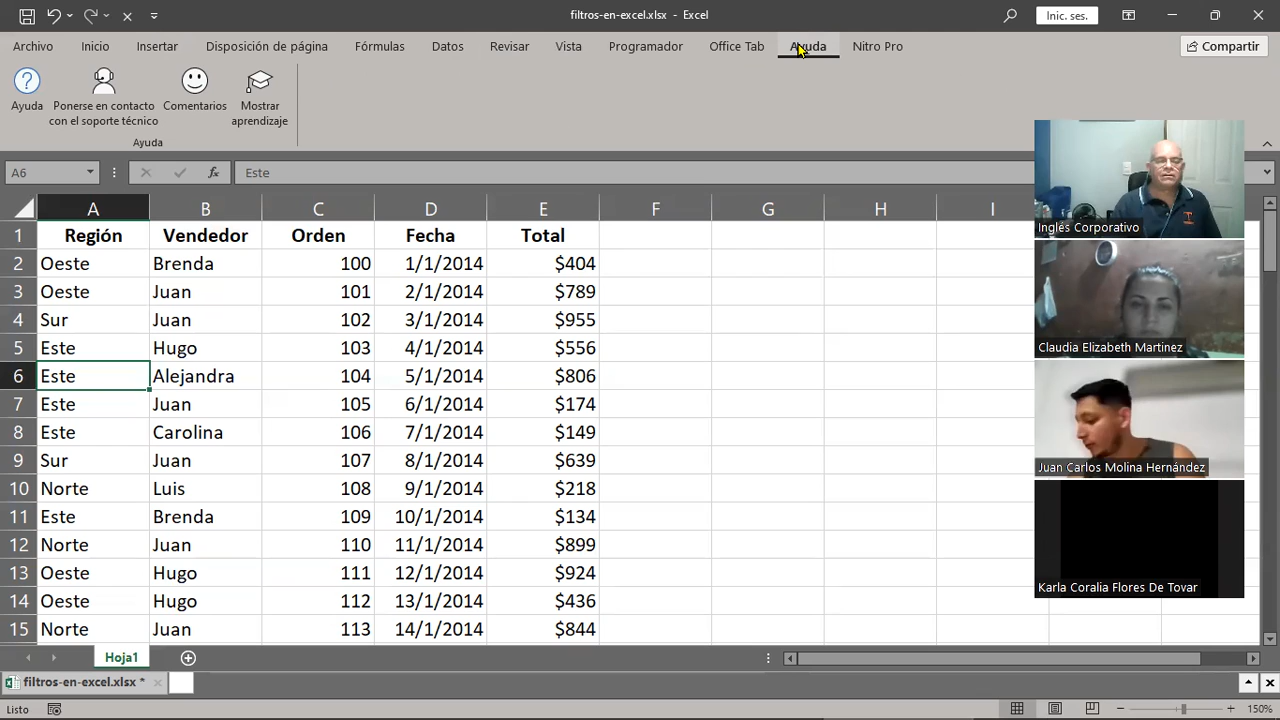 filtros-en-excel.xlsx - Excel
Inic. ses.
Archivo Inicio Insertar Disposición de página Fórmulas Datos Revisar Vista Programador Office Tab Ayuda Nitro Pro Compartir
Ayuda
Ponerse en contacto
con el soporte técnico
Comentarios
Mostrar
aprendizaje
Ayuda
A6 fx Este
A B C D E F G H I
1 Región Vendedor Orden Fecha Total
2 Oeste Brenda 100 1/1/2014 $404
3 Oeste Juan 101 2/1/2014 $789
4 Sur Juan 102 3/1/2014 $955
5 Este Hugo 103 4/1/2014 $556
6 Este Alejandra 104 5/1/2014 $806
7 Este Juan 105 6/1/2014 $174
8 Este Carolina 106 7/1/2014 $149
9 Sur Juan 107 8/1/2014 $639
10 Norte Luis 108 9/1/2014 $218
11 Este Brenda 109 10/1/2014 $134
12 Norte Juan 110 11/1/2014 $899
13 Oeste Hugo 111 12/1/2014 $924
14 Oeste Hugo 112 13/1/2014 $436
15 Norte Juan 113 14/1/2014 $844
Inglés Corporativo
Claudia Elizabeth Martinez
Juan Carlos Molina Hernández
Karla Coralia Flores De Tovar
Hoja1
filtros-en-excel.xlsx *
Listo
150%